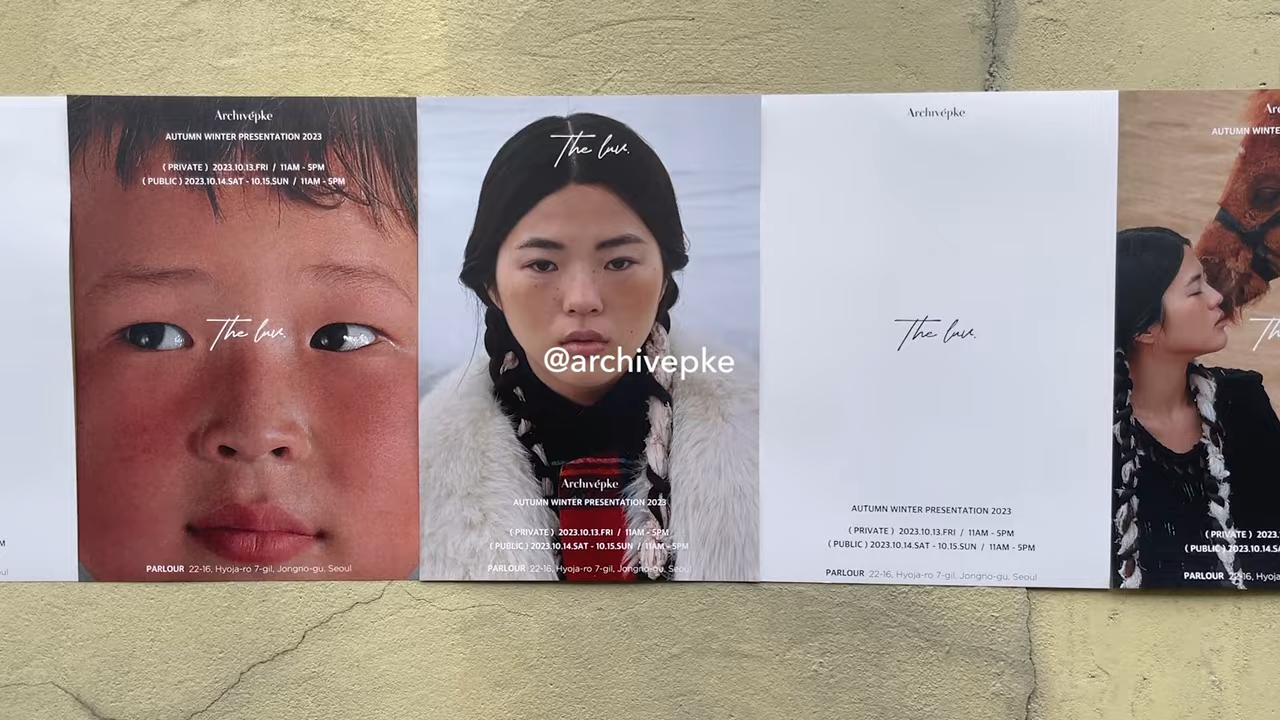 M
ul
Archivépke
AUTUMN WINTER PRESENTATION 2023
( PRIVATE ) 2023.10.13.FRI / 11AM - 5PM
( PUBLIC ) 2023.10.14.SAT - 10.15.SUN / 11AM - 5PM
The luv.
PARLOUR 22-16, Hyoja-ro 7-gil, Jongno-gu, Seoul
The luv.
@archivepke
Archivépke
AUTUMN WINTER PRESENTATION 2023
( PRIVATE ) 2023.10.13.FRI / 11AM - 5PM
( PUBLIC ) 2023.10.14.SAT - 10.15.SUN / 11AM - 5PM
PARLOUR 22-16, Hyoja-ro 7-gil, Jongno-gu, Seoul
Archivépke
The luv.
AUTUMN WINTER PRESENTATION 2023
( PRIVATE ) 2023.10.13.FRI / 11AM - 5PM
( PUBLIC ) 2023.10.14.SAT - 10.15.SUN / 11AM - 5PM
PARLOUR 22-16, Hyoja-ro 7-gil, Jongno-gu, Seoul
Arc
AUTUMN WINTE
Th
( PRIVATE ) 2023.1
( PUBLIC ) 2023.10.14.SA
PARLOUR 22-16, Hyoja